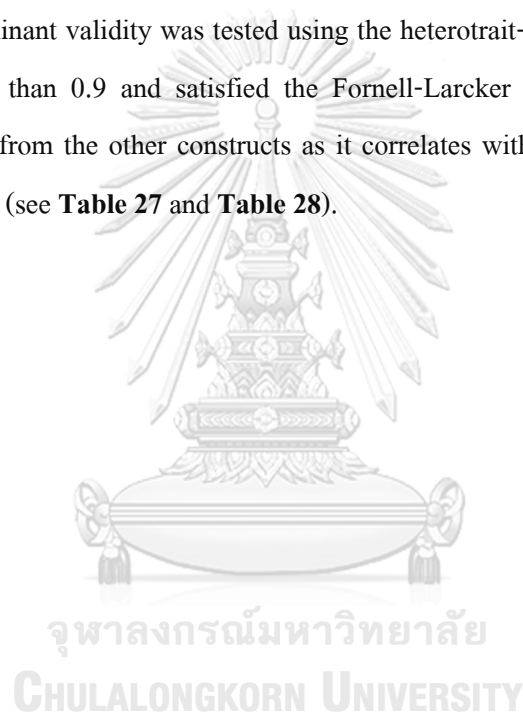 inant validity was tested using the heterotrait-
than 0.9 and satisfied the Fornell-Larcker
from the other constructs as it correlates with
(see Table 27 and Table 28).
จุฬาลงกรณ์มหาวิทยาลัย
CHULALONGKORN UNIVERSITY